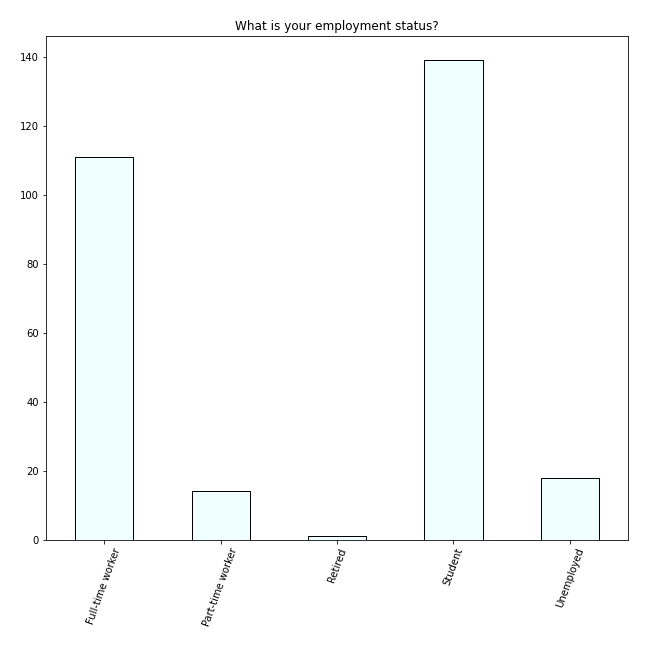 What is your employment status?
140
120
100
80
60
40
20
0
Full-time worker
Part-time worker
Retired
Student
Unemployed